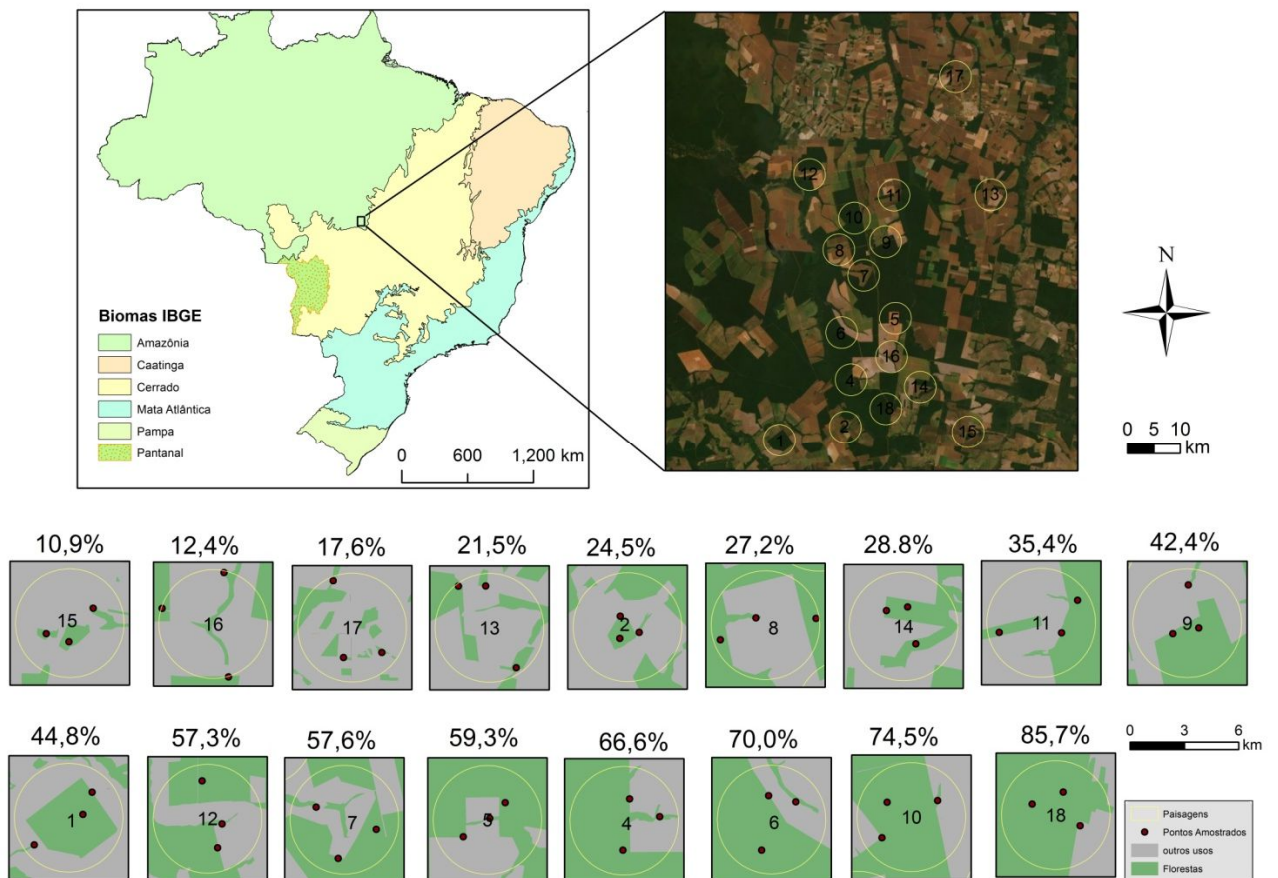 Biomas IBGE
Amazônia
Caatinga
Cerrado
Mata Atlântica
Pampa
Pantanal
0 600 1,200 km
17
12
11
13
10
9
8
7
5
6
16
4
14
18
2
1
15
N
0 5 10
km
10,9% 12,4% 17,6% 21,5% 24,5% 27,2% 28.8% 35,4% 42,4%
15 16 17 13 2 8 14 11 9
44,8% 57,3% 57,6% 59,3% 66,6% 70,0% 74,5% 85,7%
0 3 6
km
1 12 7 5 4 6 10 18
Paisagens
Pontos Amostrados
outros usos
Florestas